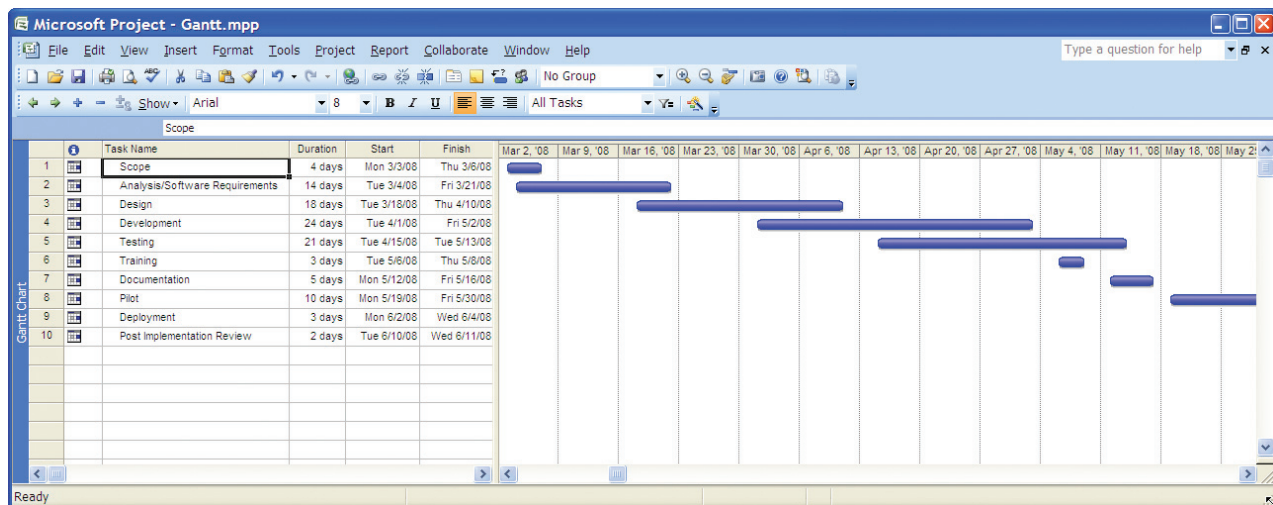 Microsoft Project - Gantt.mpp
File Edit View Insert Format Tools Project Report Collaborate Window Help Type a question for help
No Group
Show Arial 8 B I U All Tasks
Scope
Task Name Duration Start Finish Mar 2, '08 Mar 9, '08 Mar 16, '08 Mar 23, '08 Mar 30, '08 Apr 6, '08 Apr 13, '08 Apr 20, '08 Apr 27, '08 May 4, '08 May 11, '08 May 18, '08 May 2
1 Scope 4 days Mon 3/3/08 Thu 3/6/08
2 Analysis/Software Requirements 14 days Tue 3/4/08 Fri 3/21/08
3 Design 18 days Tue 3/18/08 Thu 4/10/08
4 Development 24 days Tue 4/1/08 Fri 5/2/08
5 Testing 21 days Tue 4/15/08 Tue 5/13/08
6 Training 3 days Tue 5/6/08 Thu 5/8/08
7 Documentation 5 days Mon 5/12/08 Fri 5/16/08
8 Pilot 10 days Mon 5/19/08 Fri 5/30/08
9 Deployment 3 days Mon 6/2/08 Wed 6/4/08
10 Post Implementation Review 2 days Tue 6/10/08 Wed 6/11/08
Gantt Chart
Ready